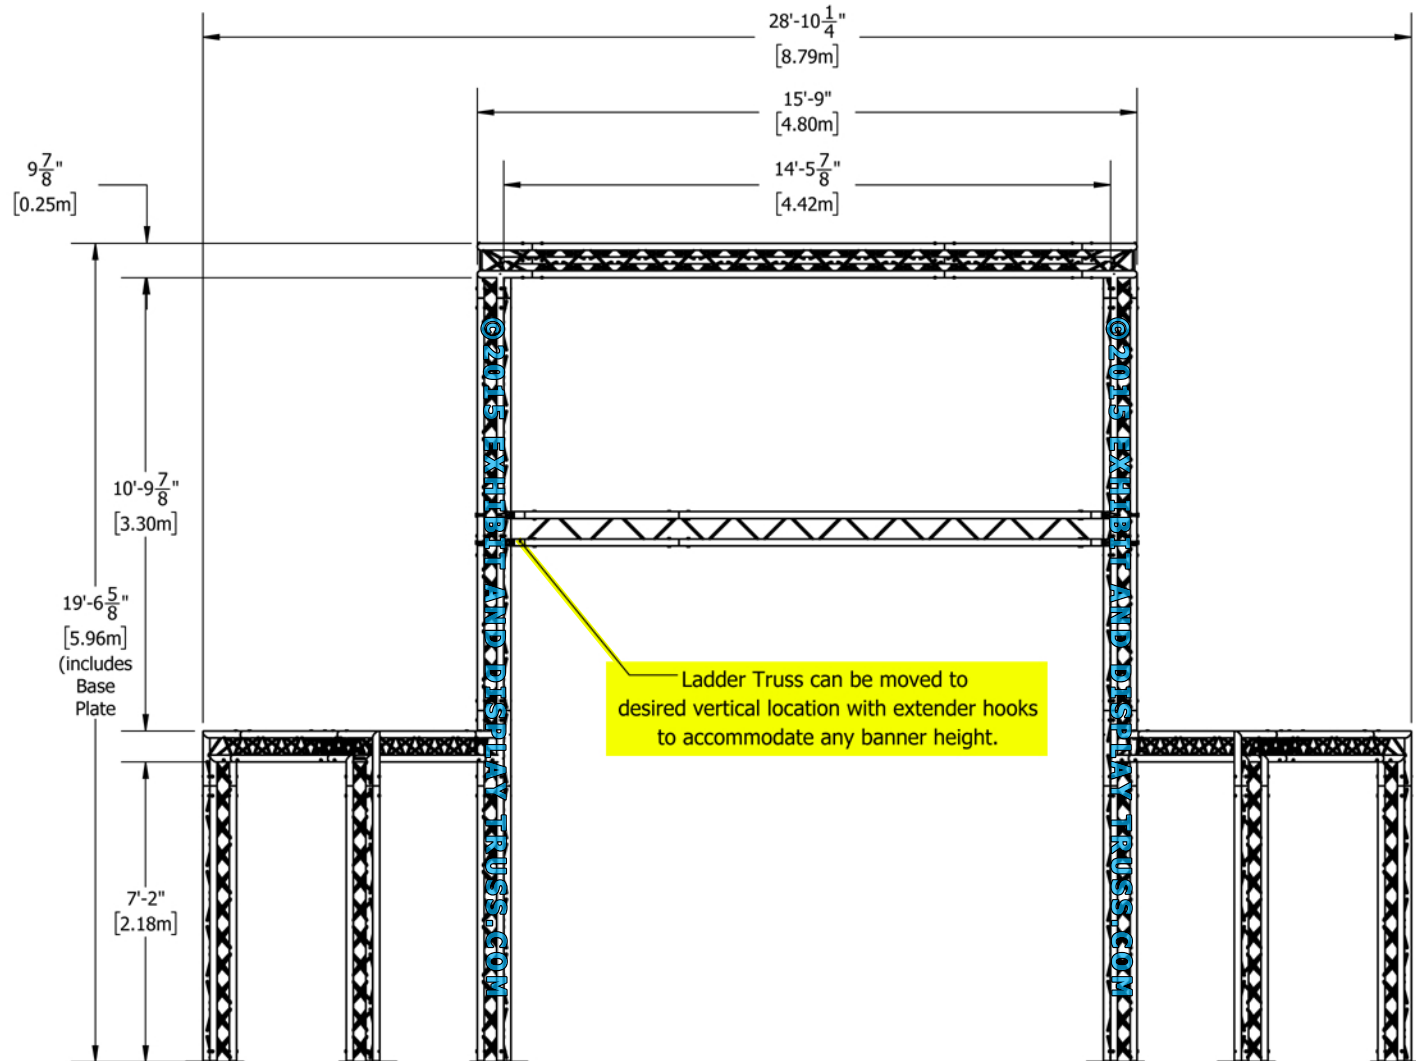 28'-10 1/4"
[8.79m]
15'-9"
[4.80m]
14'-5 7/8"
[4.42m]
9 7/8"
[0.25m]
10'-9 7/8"
[3.30m]
19'-6 5/8"
[5.96m]
(includes
Base
Plate
7'-2"
[2.18m]
Ladder Truss can be moved to
desired vertical location with extender hooks
to accommodate any banner height.
©2015 EXHIBIT AND DISPLAY TRUSS.COM
©2015 EXHIBIT AND DISPLAY TRUSS.COM